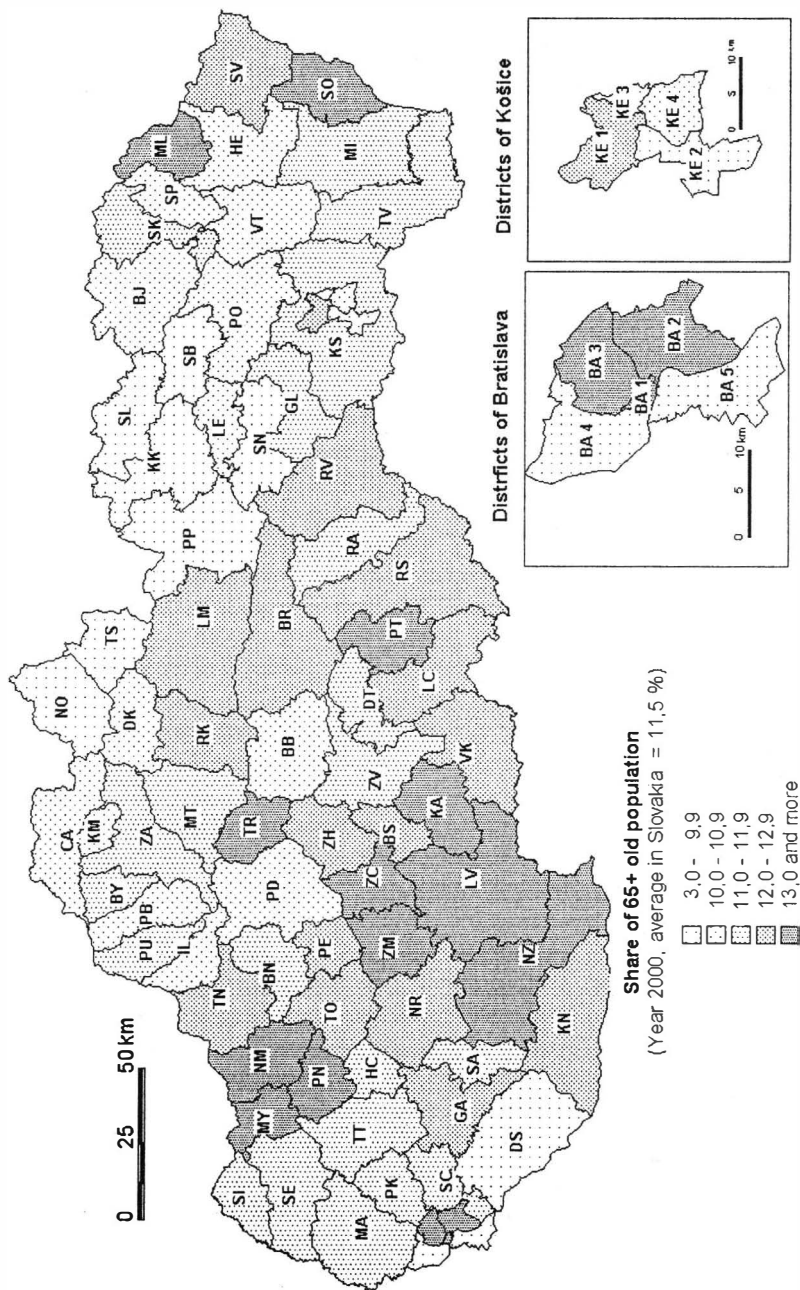 0 25 50 km
CA
NO
KM
TS
BY
ZA
DK
PU
PB
IL
MT
RK
LM
PP
KK
SL
SB
BJ
SK
SP
ML
SV
HE
VT
PO
LE
SN
GL
KS
TV
MI
SO
TN
BN
PD
TR
BB
BR
RV
RA
RS
PT
DT
LC
VK
ZV
ZH
BS
KA
ZC
LV
ZM
PE
TO
NM
MY
PN
SI
SE
MA
TT
HC
PK
SC
GA
SA
NR
NZ
KN
DS
Share of 65+ old population
(Year 2000, average in Slovakia = 11,5 %)
3,0 - 9,9
10,0 - 10,9
11,0 - 11,9
12,0 - 12,9
13,0 and more
Distrficts of Bratislava
BA 4
BA 3
BA 1
BA 2
BA 5
0 5 10 km
Districts of Košice
KE 1
KE 3
KE 4
KE 2
0 5 10 km